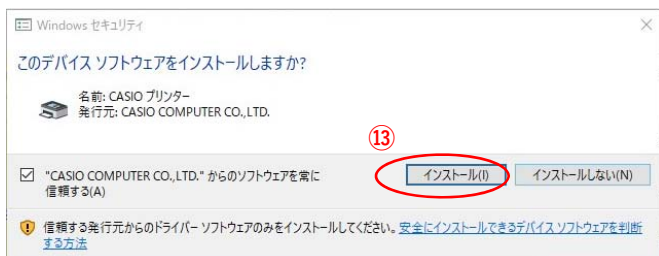 Windows セキュリティ
このデバイス ソフトウェアをインストールしますか?
名前: CASIO プリンター
発行元: CASIO COMPUTER CO.,LTD.
⑬
"CASIO COMPUTER CO.,LTD." からのソフトウェアを常に
信頼する(A)
インストール(I)
インストールしない(N)
信頼する発行元からのドライバー ソフトウェアのみをインストールしてください。安全にインストールできるデバイス ソフトウェアを判断
する方法